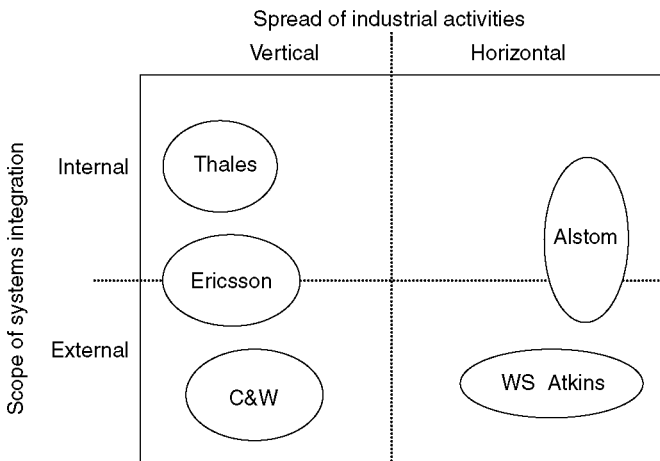 Spread of industrial activities
Vertical Horizontal
Scope of systems integration
Internal
Thales
Alstom
Ericsson
External
C&W
WS Atkins